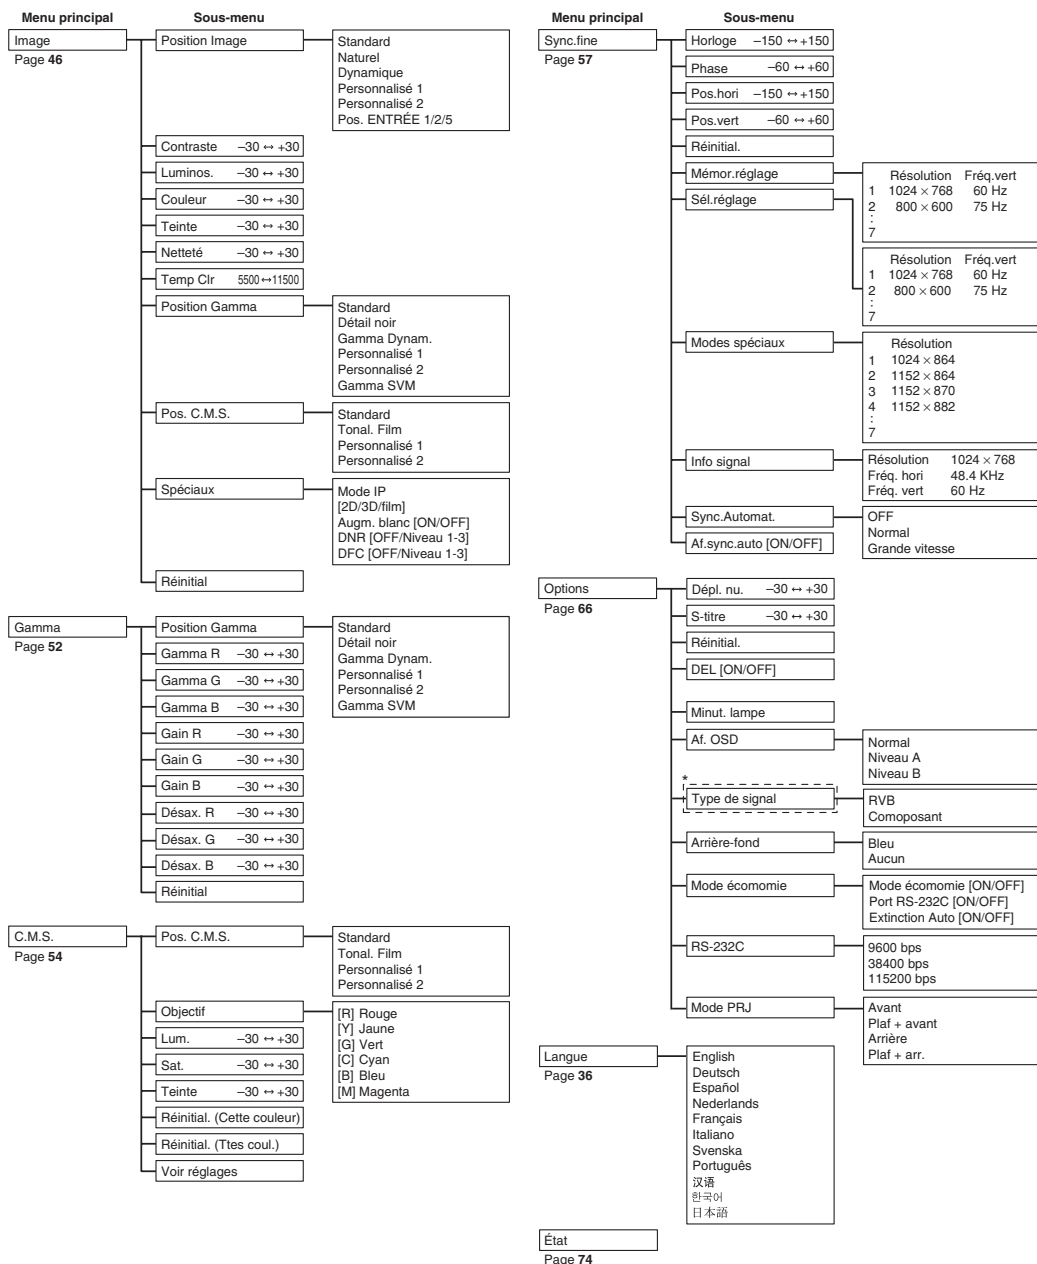 Menu principal Sous-menu
Image
Page 46
Position Image
Standard
Naturel
Dynamique
Personnalisé 1
Personnalisé 2
Pos. ENTRÉE 1/2/5
Contraste –30 ↔ +30
Luminos. –30 ↔ +30
Couleur –30 ↔ +30
Teinte –30 ↔ +30
Netteté –30 ↔ +30
Temp Clr 5500↔11500
Position Gamma
Standard
Détail noir
Gamma Dynam.
Personnalisé 1
Personnalisé 2
Gamma SVM
Pos. C.M.S.
Standard
Tonal. Film
Personnalisé 1
Personnalisé 2
Spéciaux
Mode IP
[2D/3D/film]
Augm. blanc [ON/OFF]
DNR [OFF/Niveau 1-3]
DFC [OFF/Niveau 1-3]
Réinitial
Gamma
Page 52
Position Gamma
Standard
Détail noir
Gamma Dynam.
Personnalisé 1
Personnalisé 2
Gamma SVM
Gamma R –30 ↔ +30
Gamma G –30 ↔ +30
Gamma B –30 ↔ +30
Gain R –30 ↔ +30
Gain G –30 ↔ +30
Gain B –30 ↔ +30
Désax. R –30 ↔ +30
Désax. G –30 ↔ +30
Désax. B –30 ↔ +30
Réinitial
C.M.S.
Page 54
Pos. C.M.S.
Standard
Tonal. Film
Personnalisé 1
Personnalisé 2
Objectif
[R] Rouge
[Y] Jaune
[G] Vert
[C] Cyan
[B] Bleu
[M] Magenta
Lum. –30 ↔ +30
Sat. –30 ↔ +30
Teinte –30 ↔ +30
Réinitial. (Cette couleur)
Réinitial. (Ttes coul.)
Voir réglages
Menu principal Sous-menu
Sync.fine
Page 57
Horloge –150 ↔ +150
Phase –60 ↔ +60
Pos.hori –150 ↔ +150
Pos.vert –60 ↔ +60
Réinitial.
Mémor.réglage
Résolution Fréq.vert
1 1024 × 768 60 Hz
2 800 × 600 75 Hz
:
7
Sél.réglage
Résolution Fréq.vert
1 1024 × 768 60 Hz
2 800 × 600 75 Hz
:
7
Modes spéciaux
Résolution
1 1024 × 864
2 1152 × 864
3 1152 × 870
4 1152 × 882
:
7
Info signal
Résolution 1024 × 768
Fréq. hori 48.4 KHz
Fréq. vert 60 Hz
Sync.Automat.
OFF
Normal
Grande vitesse
Af.sync.auto [ON/OFF]
Options
Page 66
Dépl. nu. –30 ↔ +30
S-titre –30 ↔ +30
Réinitial.
DEL [ON/OFF]
Minut. lampe
Af. OSD
Normal
Niveau A
Niveau B
*
Type de signal
RVB
Comoposant
Arrière-fond
Bleu
Aucun
Mode écomomie
Mode écomomie [ON/OFF]
Port RS-232C [ON/OFF]
Extinction Auto [ON/OFF]
RS-232C
9600 bps
38400 bps
115200 bps
Mode PRJ
Avant
Plaf + avant
Arrière
Plaf + arr.
Langue
Page 36
English
Deutsch
Español
Nederlands
Français
Italiano
Svenska
Português
汉语
한국어
日本語
État
Page 74